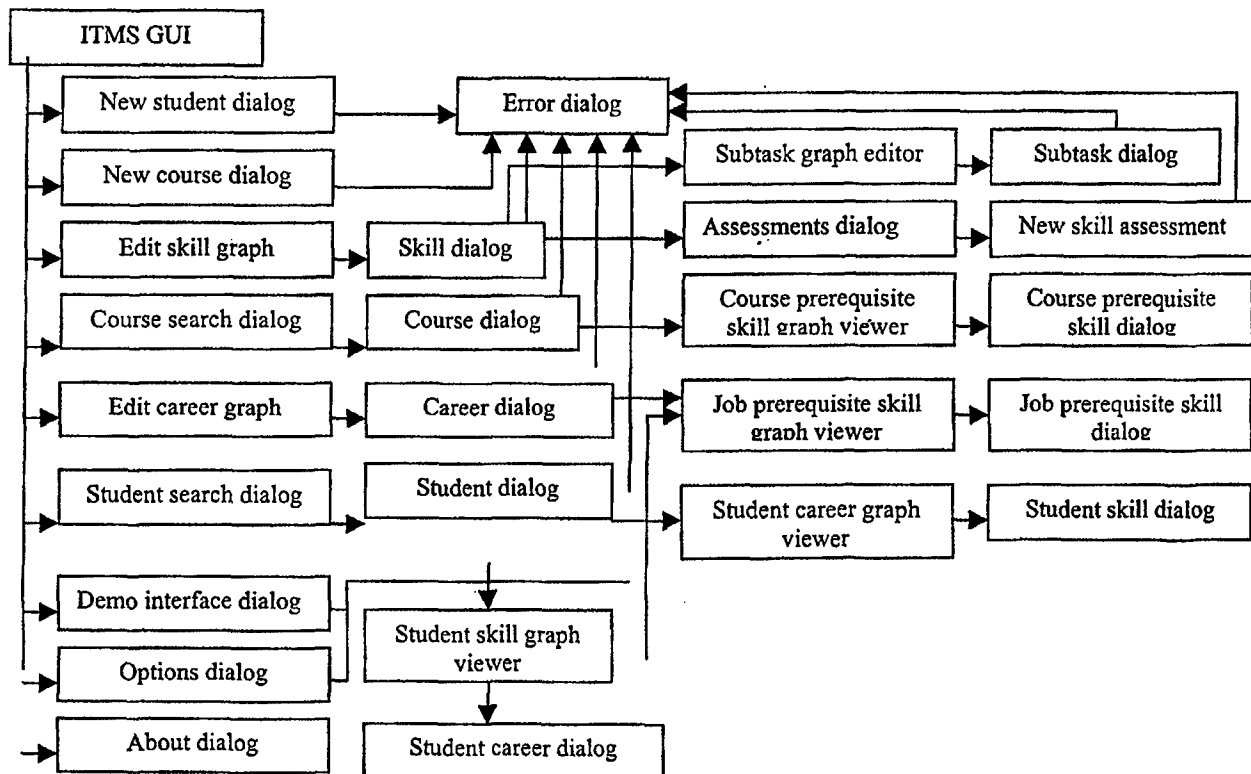 ITMS GUI
New student dialog
Error dialog
Subtask graph editor
Subtask dialog
New course dialog
Edit skill graph
Skill dialog
Assessments dialog
New skill assessment
Course search dialog
Course dialog
Course prerequisite
skill graph viewer
Course prerequisite
skill dialog
Edit career graph
Career dialog
Job prerequisite skill
graph viewer
Job prerequisite skill
dialog
Student search dialog
Student dialog
Student career graph
viewer
Student skill dialog
Demo interface dialog
Student skill graph
viewer
Options dialog
About dialog
Student career dialog